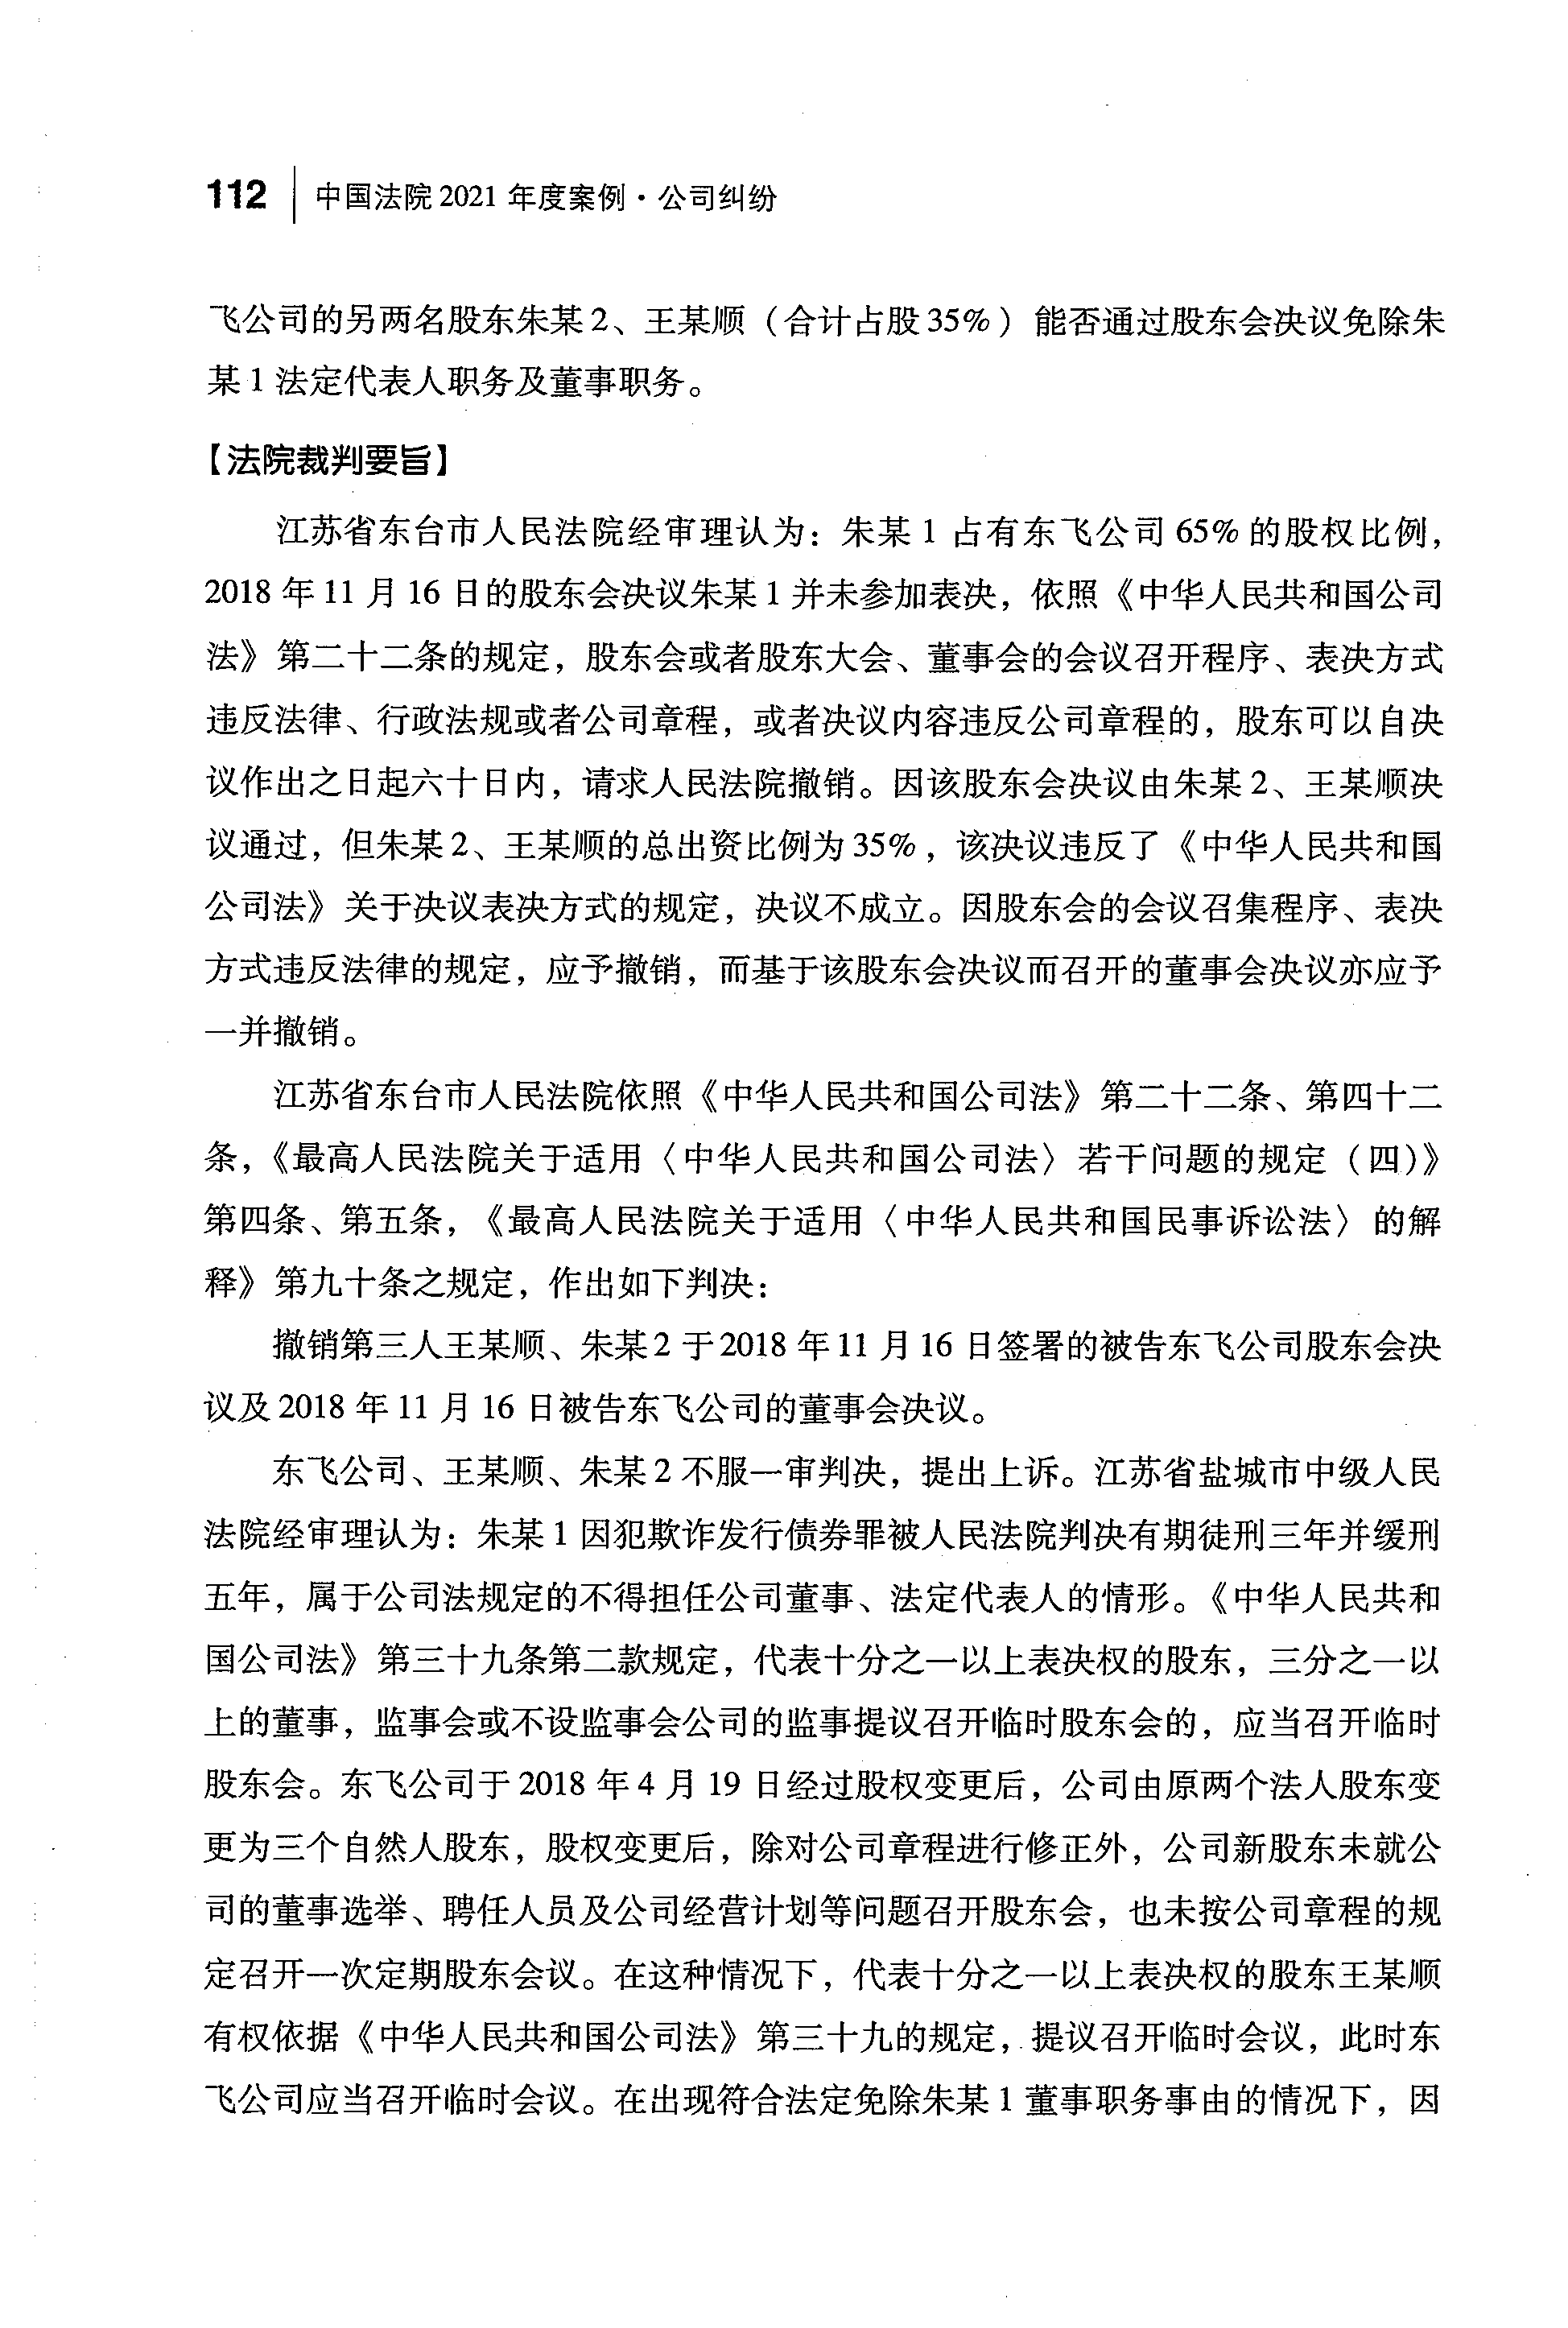 112 中国法院2021年度案例·公司纠纷
飞公司的另两名股东朱某2、王某顺（合计占股35%）能否通过股东会决议免除朱
某1法定代表人职务及董事职务。
【法院裁判要旨】
江苏省东台市人民法院经审理认为：朱某1占有东飞公司65%的股权比例，
2018年11月16日的股东会决议朱某1并未参加表决，依照《中华人民共和国公司
法》第二十二条的规定，股东会或者股东大会、董事会的会议召开程序、表决方式
违反法律、行政法规或者公司章程，或者决议内容违反公司章程的，股东可以自决
议作出之日起六十日内，请求人民法院撤销。因该股东会决议由朱某2、王某顺决
议通过，但朱某2、王某顺的总出资比例为35%，该决议违反了《中华人民共和国
公司法》关于决议表决方式的规定，决议不成立。因股东会的会议召集程序、表决
方式违反法律的规定，应予撤销，而基于该股东会决议而召开的董事会决议亦应予
一并撤销。
江苏省东台市人民法院依照《中华人民共和国公司法》第二十二条、第四十二
条，《最高人民法院关于适用〈中华人民共和国公司法〉若干问题的规定（四）》
第四条、第五条，《最高人民法院关于适用〈中华人民共和国民事诉讼法〉的解
释》第九十条之规定，作出如下判决：
撤销第三人王某顺、朱某2于2018年11月16日签署的被告东飞公司股东会决
议及2018年11月16日被告东飞公司的董事会决议。
东飞公司、王某顺、朱某2不服一审判决，提出上诉。江苏省盐城市中级人民
法院经审理认为：朱某1因犯欺诈发行债券罪被人民法院判决有期徒刑三年并缓刑
五年，属于公司法规定的不得担任公司董事、法定代表人的情形。《中华人民共和
国公司法》第三十九条第二款规定，代表十分之一以上表决权的股东，三分之一以
上的董事，监事会或不设监事会公司的监事提议召开临时股东会的，应当召开临时
股东会。东飞公司于2018年4月19日经过股权变更后，公司由原两个法人股东变
更为三个自然人股东，股权变更后，除对公司章程进行修正外，公司新股东未就公
司的董事选举、聘任人员及公司经营计划等问题召开股东会，也未按公司章程的规
定召开一次定期股东会议。在这种情况下，代表十分之一以上表决权的股东王某顺
有权依据《中华人民共和国公司法》第三十九的规定，提议召开临时会议，此时东
飞公司应当召开临时会议。在出现符合法定免除朱某1董事职务事由的情况下，因